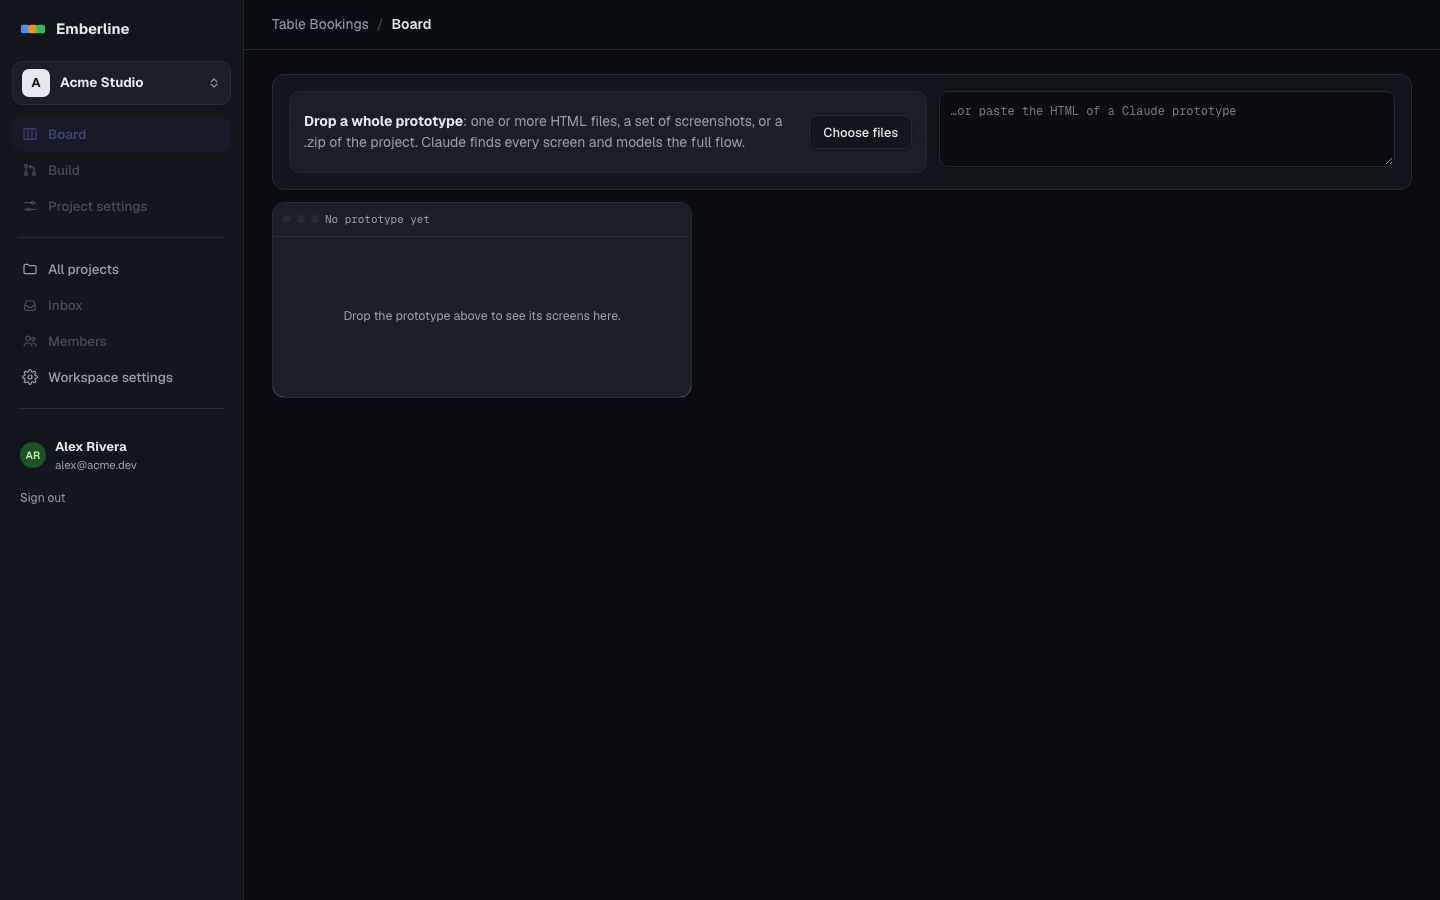 Emberline
A
Acme Studio
Board
Build
Project settings
All projects
Inbox
Members
Workspace settings
AR
Alex Rivera
alex@acme.dev
Sign out
Table Bookings / Board
Drop a whole prototype: one or more HTML files, a set of screenshots, or a
.zip of the project. Claude finds every screen and models the full flow.
Choose files
…or paste the HTML of a Claude prototype
No prototype yet
Drop the prototype above to see its screens here.